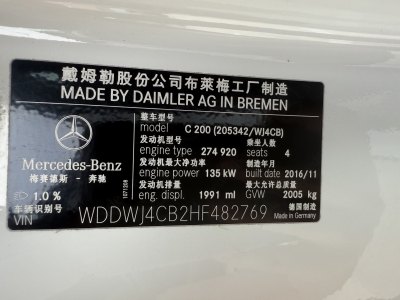 戴姆勒股份公司布莱梅工厂制造
MADE BY DAIMLER AG IN BREMEN
整车型号
model C 200 (205342/WJ4CB)
发动机型号 乘坐人数
engine type 274 920 seats 4
发动机最大净功率 制造年月
engine power 135 kW built date 2016/11
发动机排量 最大允许总质量
eng. displ. 1991 ml GVW 2005 kg
Mercedes-Benz
梅赛德斯-奔驰
1.0 %
车辆识别号
VIN WDDWJ4CB2HF482769
德国制造
Made in Germany